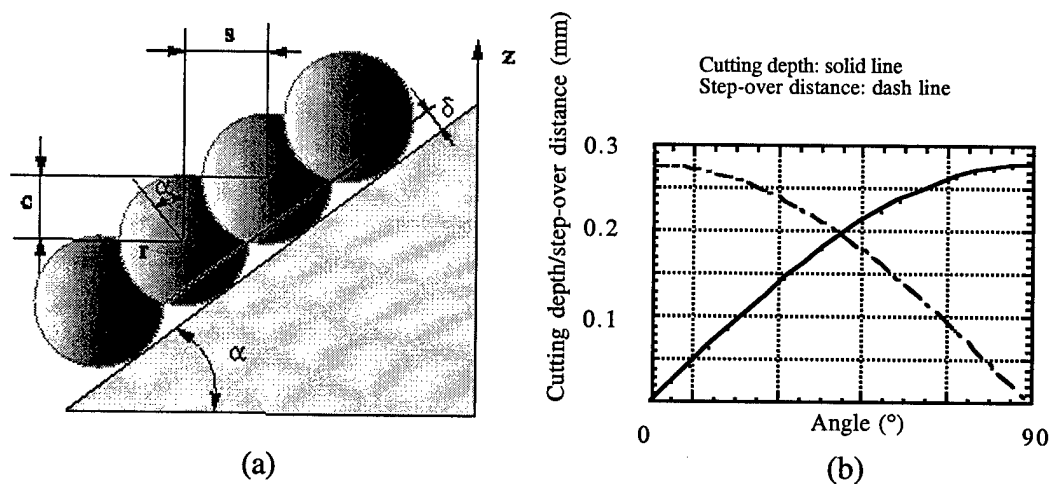 s
z
δ
c
α
r
α
(a)
Cutting depth/step-over distance (mm)
Cutting depth: solid line
Step-over distance: dash line
0.3
0.2
0.1
0
Angle (°)
90
(b)